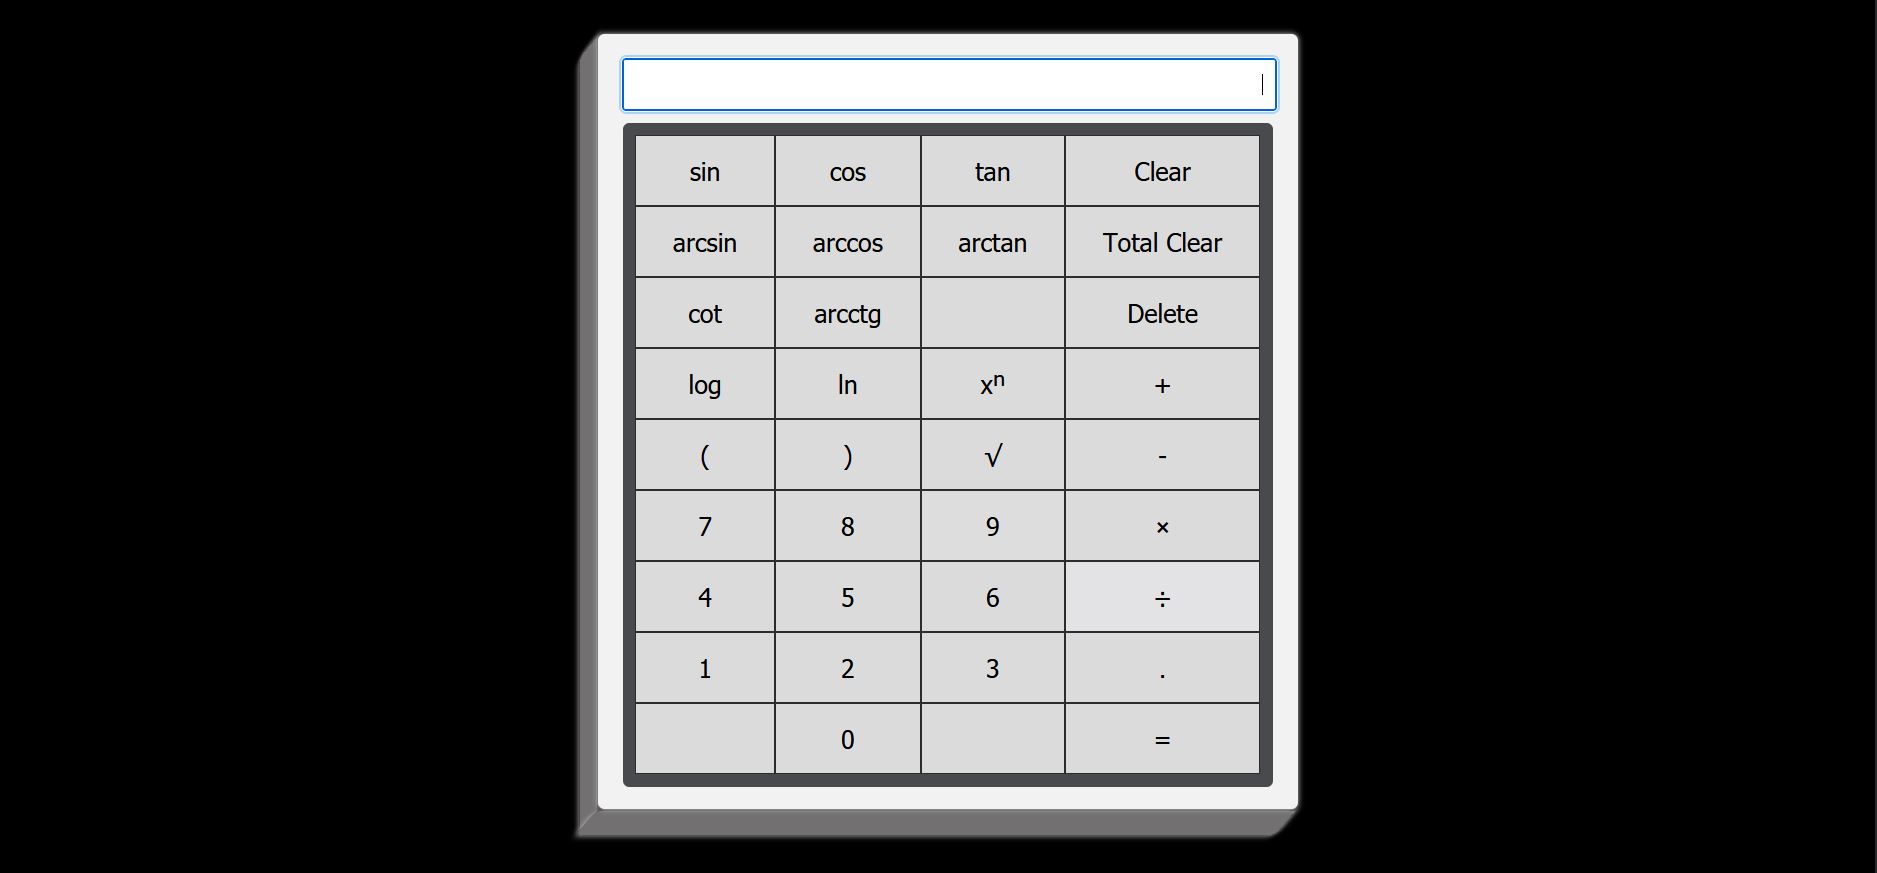 sin cos tan Clear
arcsin arccos arctan Total Clear
cot arcctg Delete
log ln xⁿ +
( ) √ -
7 8 9 ×
4 5 6 ÷
1 2 3 .
0 =